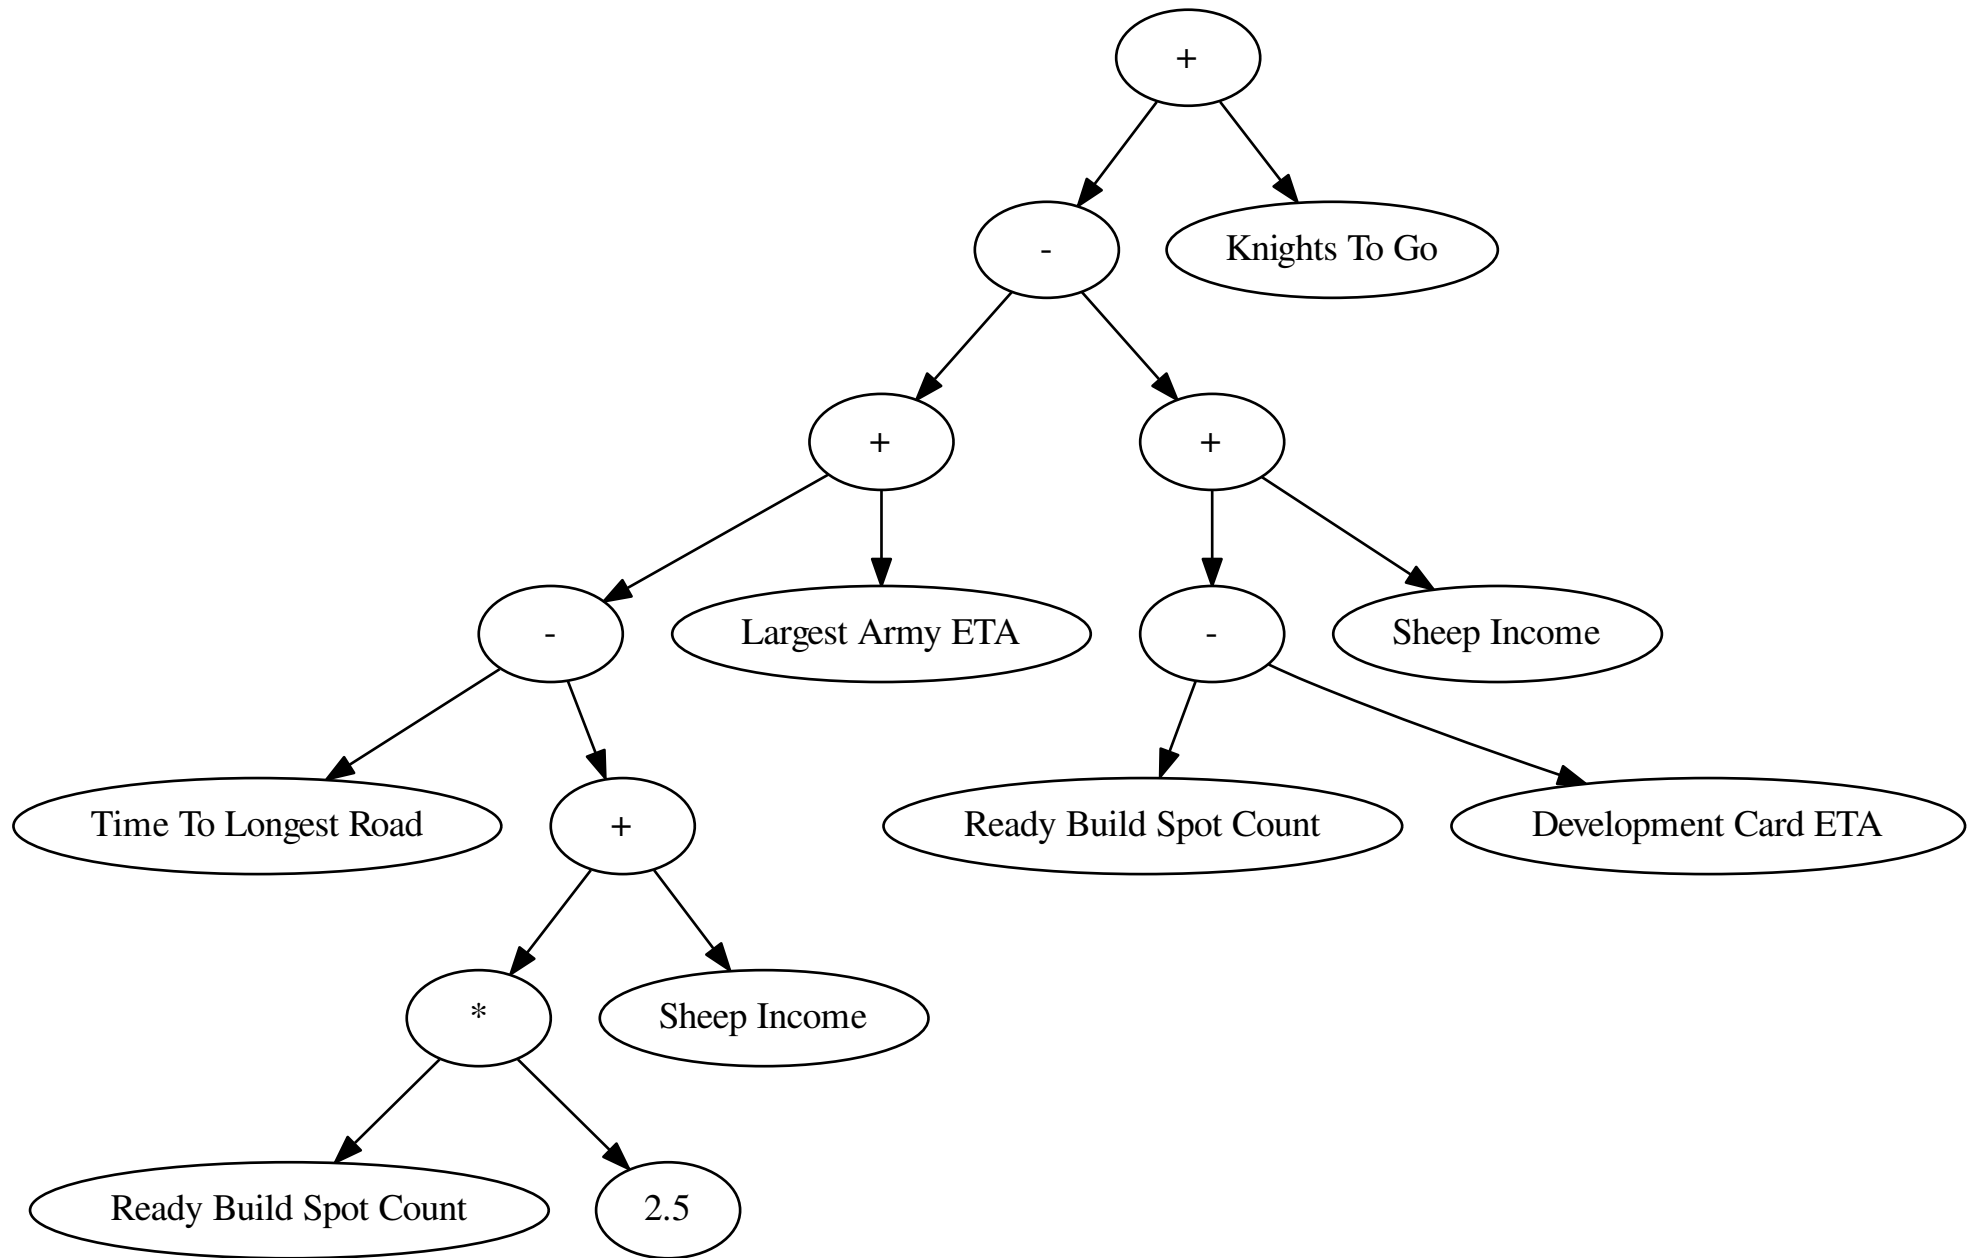 +
-
Knights To Go
+
+
-
Largest Army ETA
-
Sheep Income
Time To Longest Road
+
Ready Build Spot Count
Development Card ETA
*
Sheep Income
Ready Build Spot Count
2.5